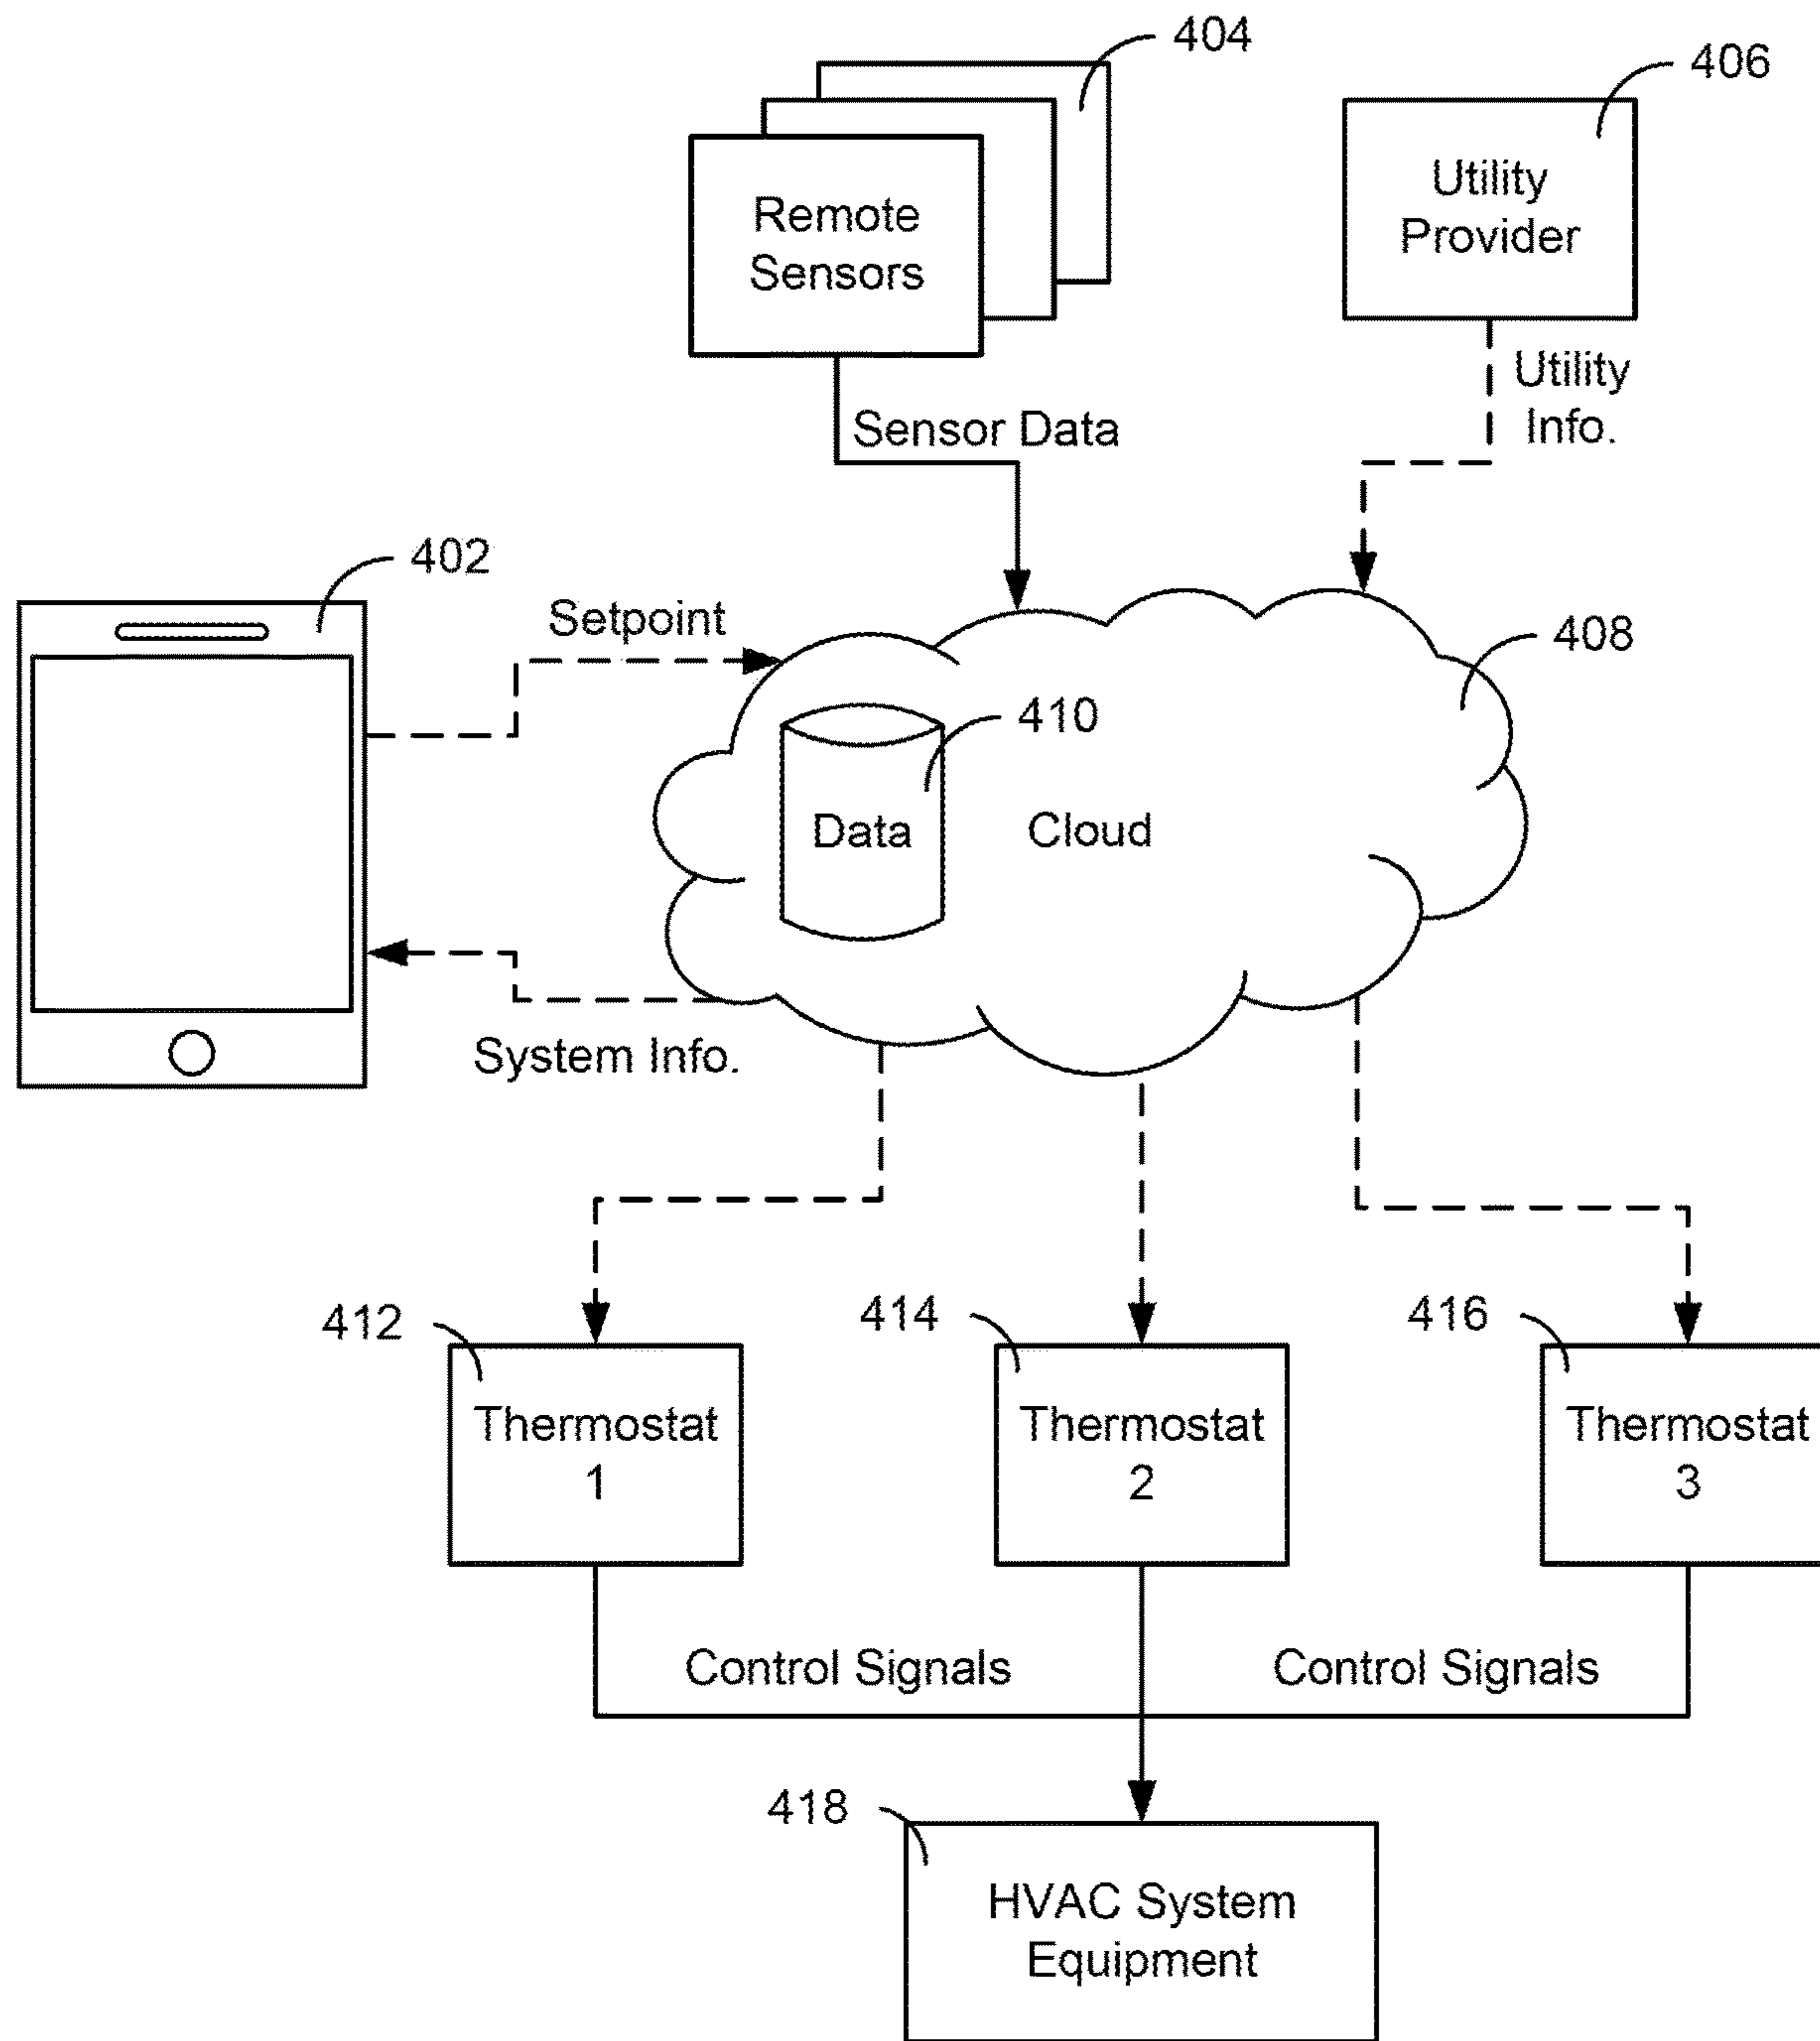 404
406
Remote
Sensors
Utility
Provider
Utility
Info.
Sensor Data
402
Setpoint
408
410
Data
Cloud
System Info.
412
414
416
Thermostat
1
Thermostat
2
Thermostat
3
Control Signals
Control Signals
418
HVAC System
Equipment